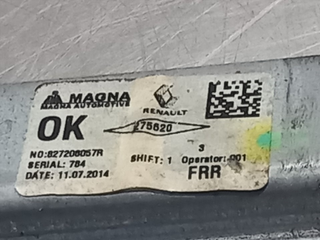 MAGNA
MAGNA AUTOMOTIVE
RENAULT
OK
275620
3
NO:827206057R
SHIFT: 1 Operator: 001
SERIAL: 784
DATE: 11.07.2014
FRR